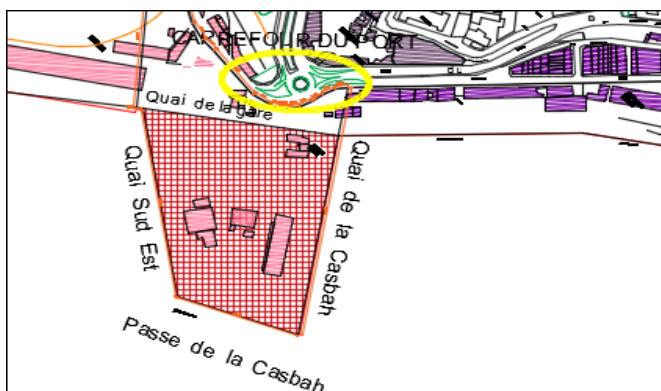 CARREFOUR DU PORT
Quai de la gare
Quai Sud Est
Quai de la Casbah
Passe de la Casbah